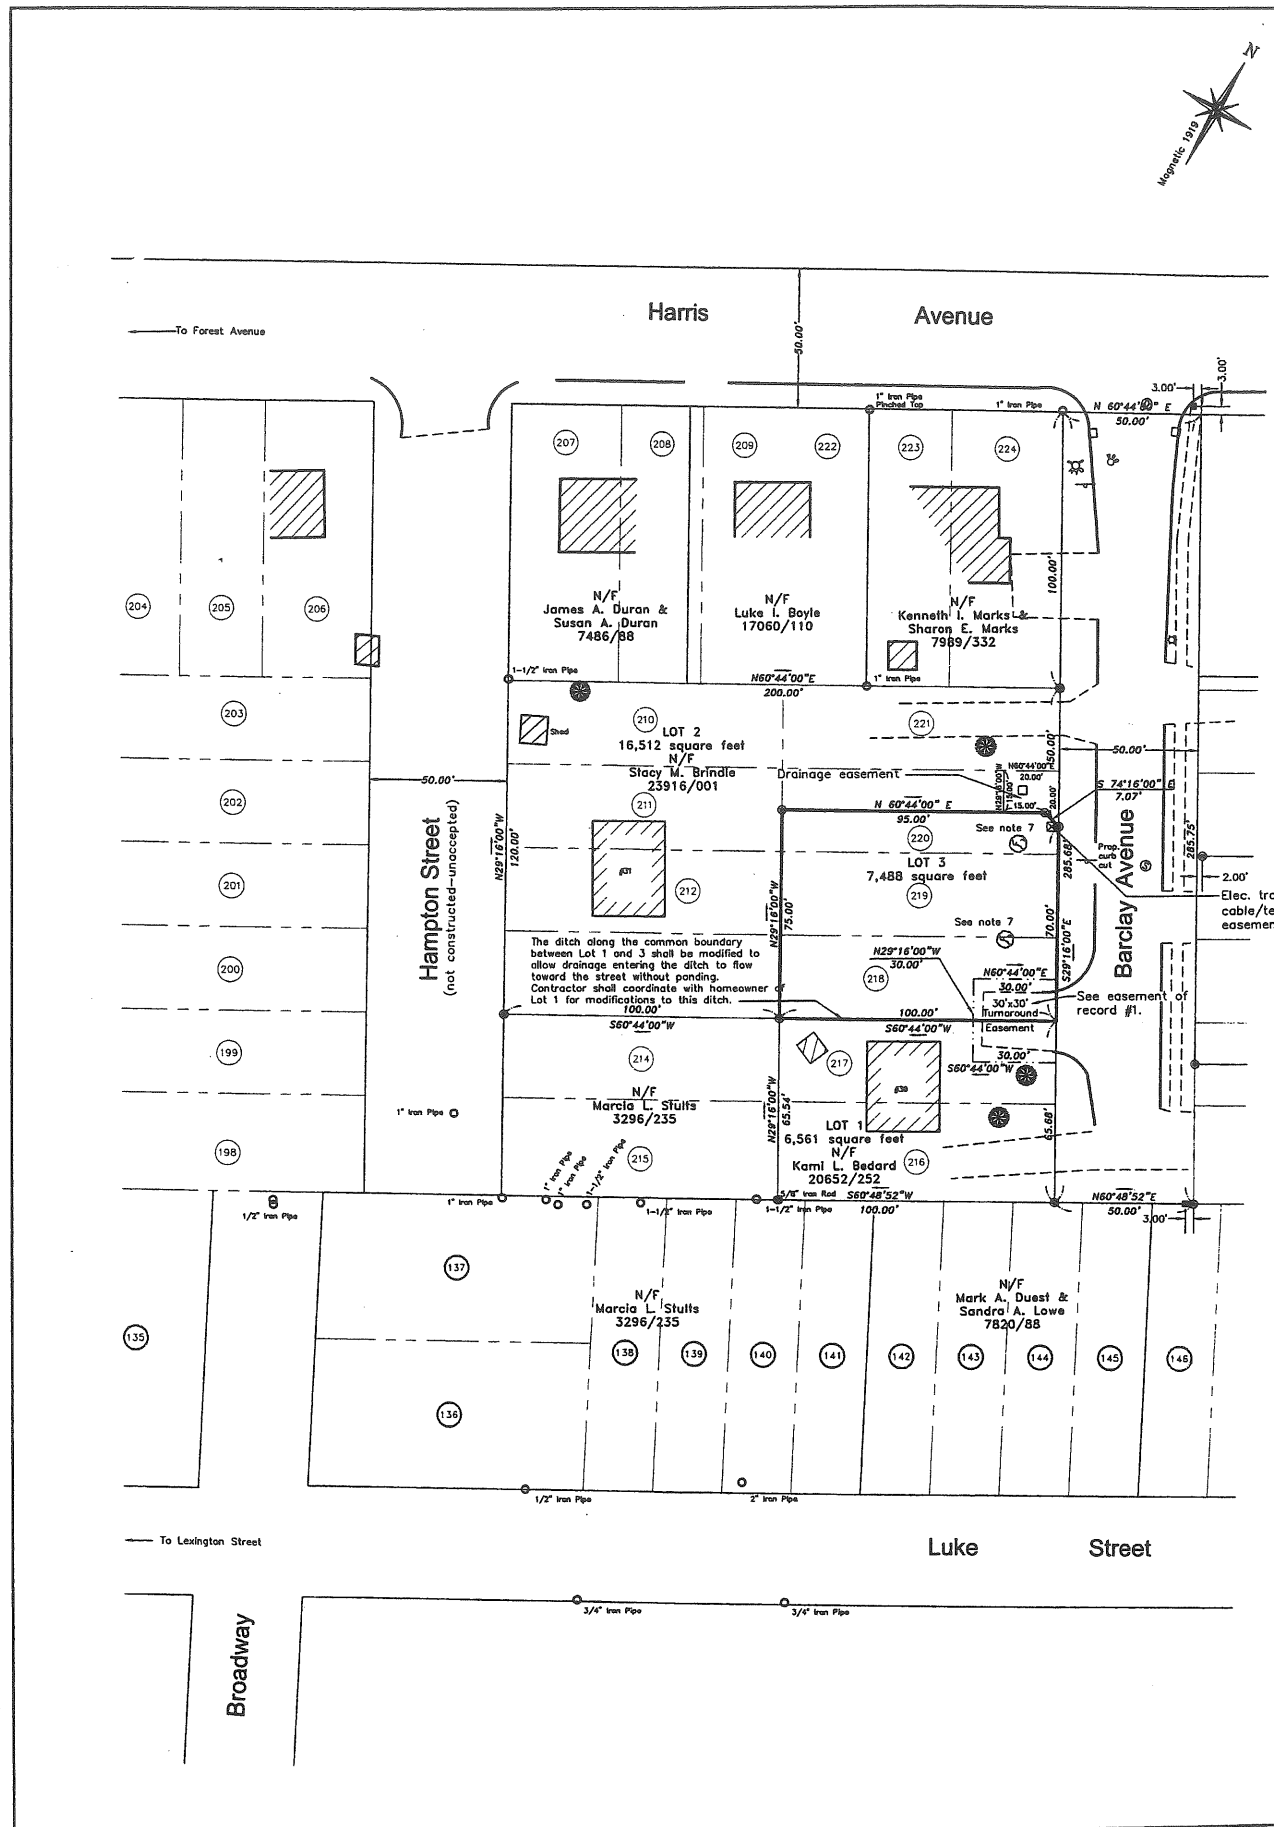 N
Magnetic 1919
Harris Avenue
To Forest Avenue
50.00'
3.00'
3.00'
1" Iron Pipe
Pinched Top
1" Iron Pipe
N 60°44'00" E
50.00'
207
208
209
222
223
224
204
205
206
N/F
James A. Duran &
Susan A. Duran
7486/88
N/F
Luke I. Boyle
17060/110
N/F
Kenneth I. Marks &
Sharon E. Marks
7989/332
100.00'
1-1/2" Iron Pipe
N60°44'00"E
200.00'
1" Iron Pipe
203
Shed
210
LOT 2
16,512 square feet
N/F
Stacy M. Brindle
23916/001
221
50.00'
50.00'
50.00'
Drainage easement
N60°44'00"E
20.00'
N29°16'00"W
15.00'
15.00'
20.00'
S 74°16'00" E
7.07'
202
Hampton Street
(not constructed-unaccepted)
N29°16'00"W
120.00'
211
N 60°44'00" E
95.00'
220
See note 7
Prop.
curb
cut
285.68'
285.75'
Barclay Avenue
LOT 3
7,488 square feet
219
2.00'
201
#31
212
Elec. tra
cable/te
easemen
N29°16'00"W
75.00'
See note 7
70.00'
S29°16'00"E
The ditch along the common boundary
between Lot 1 and 3 shall be modified to
allow drainage entering the ditch to flow
toward the street without ponding.
Contractor shall coordinate with homeowner of
Lot 1 for modifications to this ditch.
N29°16'00"W
30.00'
200
218
N60°44'00"E
30.00'
30'x30'
Turnaround
Easement
See easement of
record #1.
100.00'
S60°44'00"W
100.00'
S60°44'00"W
30.00'
S60°44'00"W
199
214
217
#39
N/F
Marcia L. Stults
3296/235
N29°16'00"W
65.54'
65.68'
1" Iron Pipe
LOT 1
6,561 square feet
N/F
Kami L. Bedard
20652/252
216
198
215
1" Iron Pipe
1" Iron Pipe
1-1/2" Iron Pipe
1/2" Iron Pipe
1" Iron Pipe
1-1/2" Iron Pipe
5/8" Iron Rod
1-1/2" Iron Pipe
S60°48'52"W
100.00'
N60°48'52"E
50.00'
3.00'
137
N/F
Marcia L. Stults
3296/235
N/F
Mark A. Duest &
Sandra A. Lowe
7820/88
135
138
139
140
141
142
143
144
145
146
136
1/2" Iron Pipe
2" Iron Pipe
To Lexington Street
Luke Street
3/4" Iron Pipe
3/4" Iron Pipe
Broadway